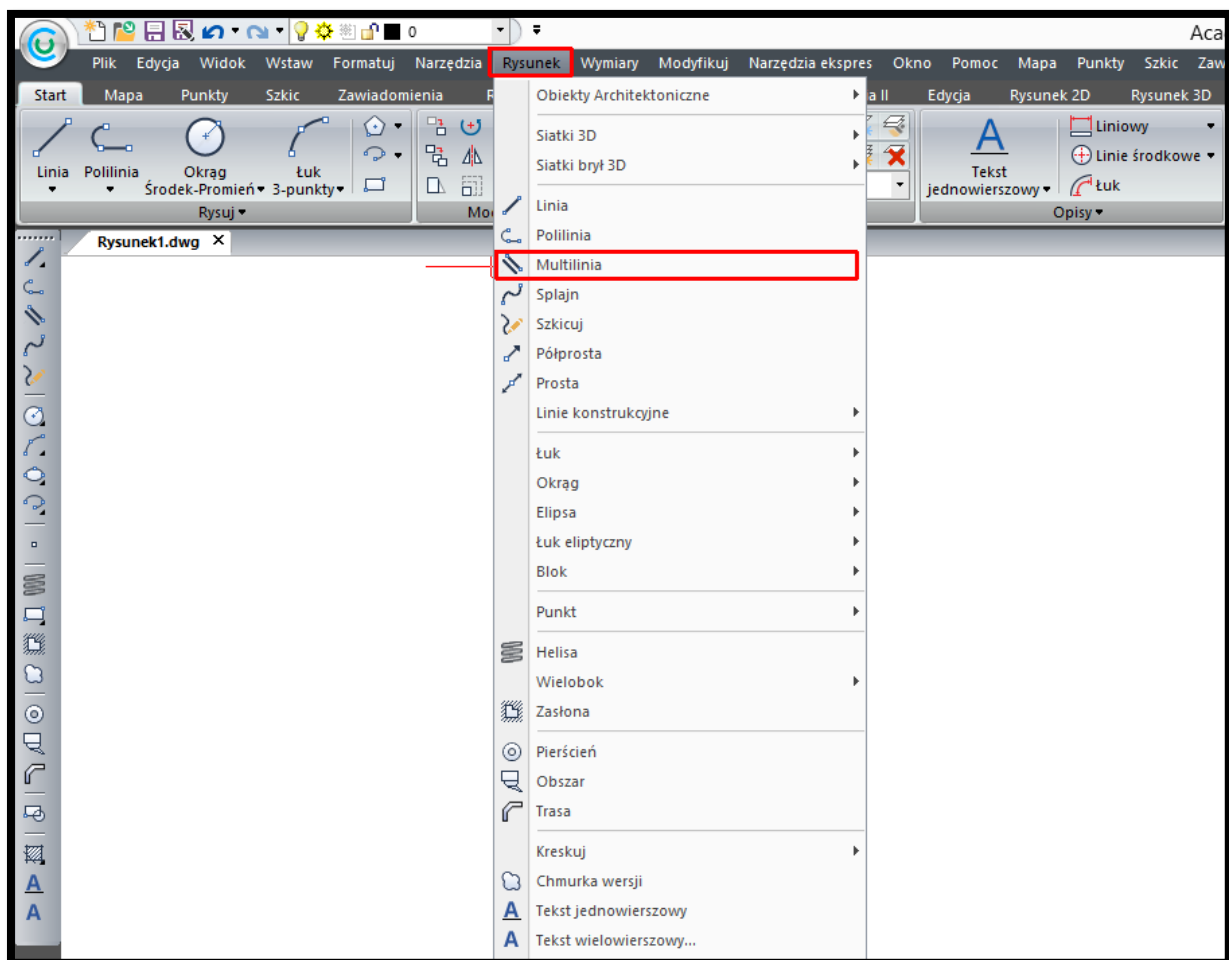 0
Aca
Plik Edycja Widok Wstaw Formatuj Narzędzia Rysunek Wymiary Modyfikuj Narzędzia ekspres Okno Pomoc Mapa Punkty Szkic Zaw
Start Mapa Punkty Szkic Zawiadomienia R a II Edycja Rysunek 2D Rysunek 3D
Linia Polilinia Okrąg Środek-Promień Łuk 3-punkty
Tekst jednowierszowy
Liniowy
Linie środkowe
Łuk
Rysuj Mo Opisy
Rysunek1.dwg X
Obiekty Architektoniczne
Siatki 3D
Siatki brył 3D
Linia
Polilinia
Multilinia
Splajn
Szkicuj
Półprosta
Prosta
Linie konstrukcyjne
Łuk
Okrąg
Elipsa
Łuk eliptyczny
Blok
Punkt
Helisa
Wielobok
Zasłona
Pierścień
Obszar
Trasa
Kreskuj
Chmurka wersji
A Tekst jednowierszowy
A Tekst wielowierszowy...